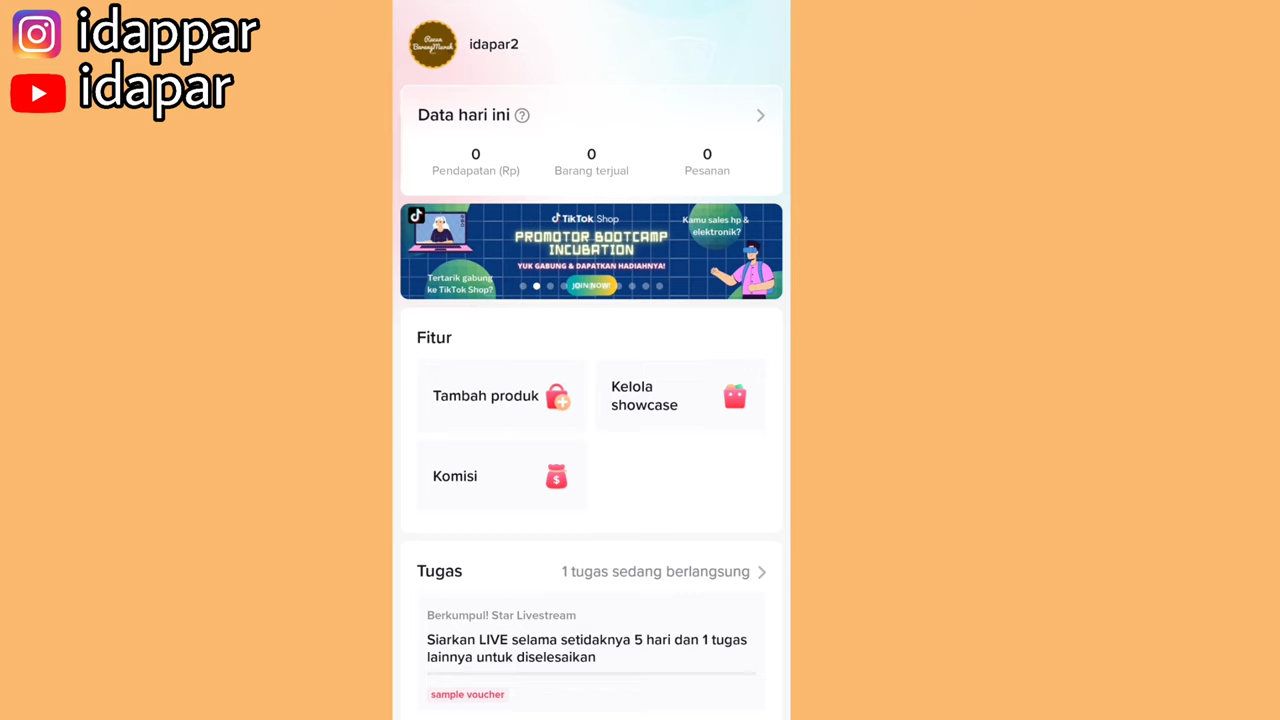 idappar
idapar
Racun
BarangMurah
idapar2
Data hari ini
0
Pendapatan (Rp)
0
Barang terjual
0
Pesanan
TikTok Shop
Kamu sales hp &
elektronik?
PROMOTOR BOOTCAMP
INCUBATION
YUK GABUNG & DAPATKAN HADIAHNYA!
Tertarik gabung
ke TikTok Shop?
JOIN NOW!
Fitur
Tambah produk
Kelola
showcase
Komisi
$
Tugas
1 tugas sedang berlangsung
Berkumpul! Star Livestream
Siarkan LIVE selama setidaknya 5 hari dan 1 tugas
lainnya untuk diselesaikan
sample voucher